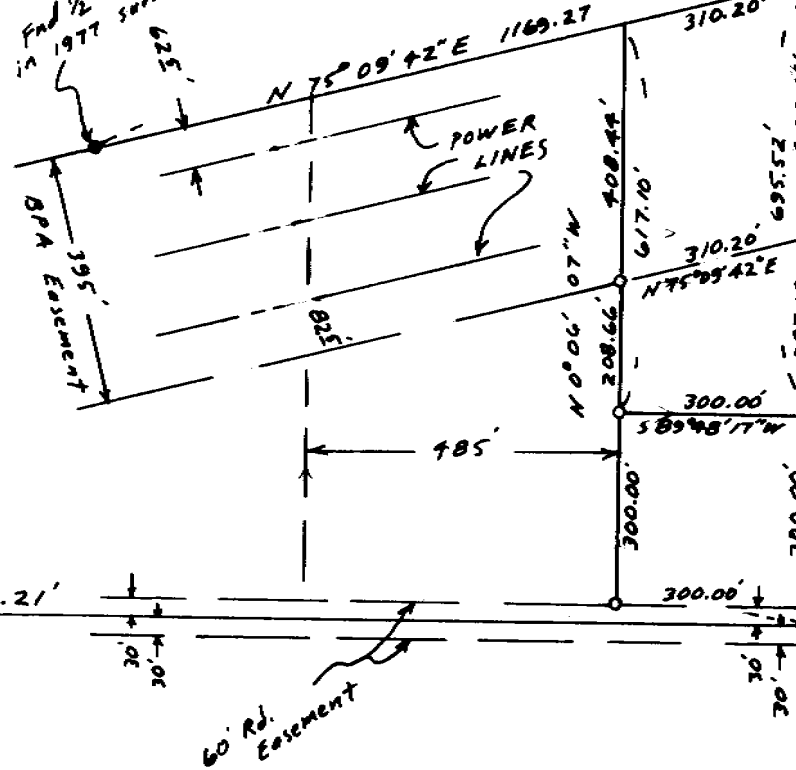 Fnd 1/2
in 1977
625'
N 75° 09' 42" E 1169.27
310.20'
POWER
LINES
408.44'
617.10'
695.52'
BPA Easement
395'
825'
N 0° 06' 07" W
208.66'
310.20'
N 75° 09' 42" E
300.00'
S 89° 48' 17" W
485'
300.00'
.21'
300.00'
30'
30'
30'
30'
60' Rd.
Easement